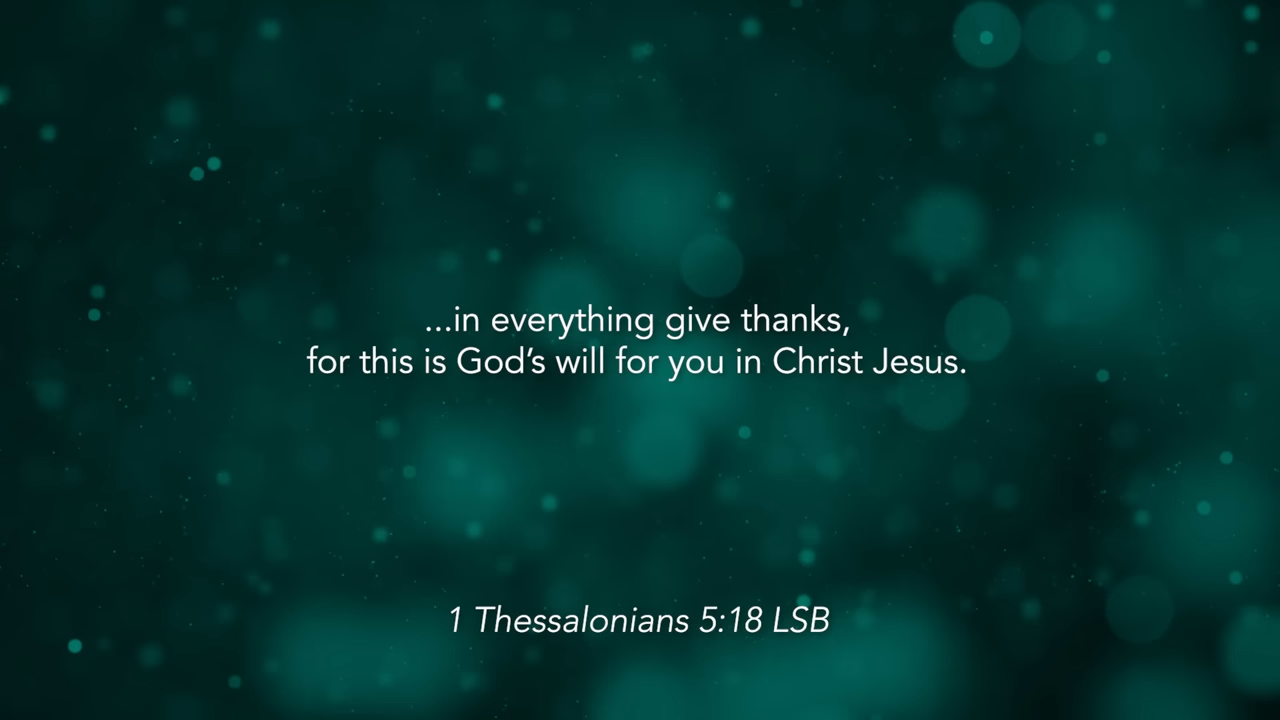 ...in everything give thanks,
for this is God’s will for you in Christ Jesus.
1 Thessalonians 5:18 LSB